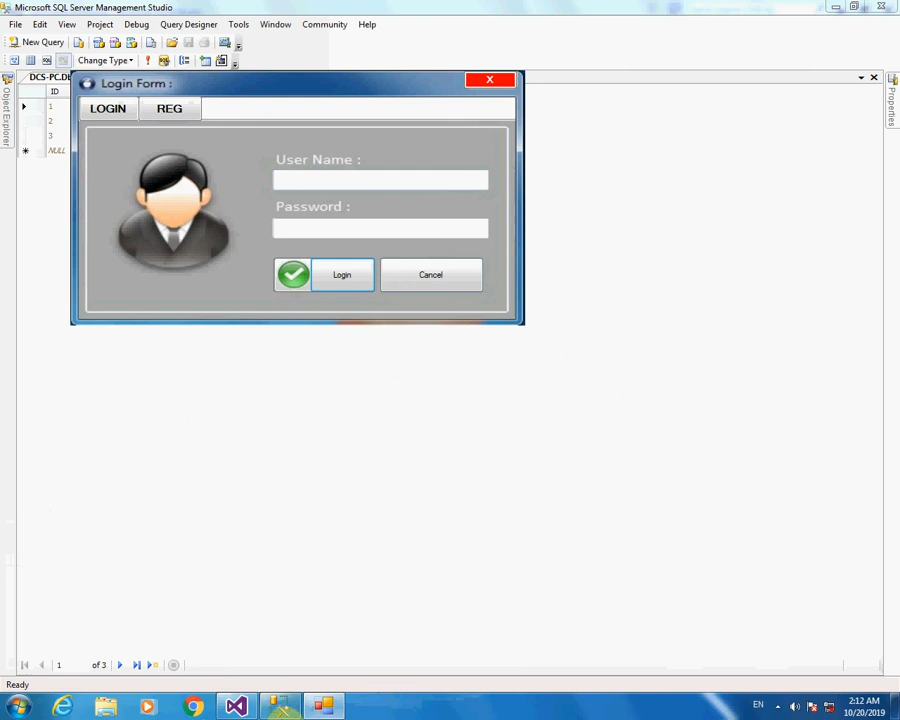 Microsoft SQL Server Management Studio
File Edit View Project Debug Query Designer Tools Window Community Help
New Query
Change Type
DCS-PC.Db
Login Form :
X
Object Explorer
Properties
ID
LOGIN REG
1
2
3
NULL
User Name :
Password :
Login Cancel
1 of 3
Ready
EN
2:12 AM
10/20/2019